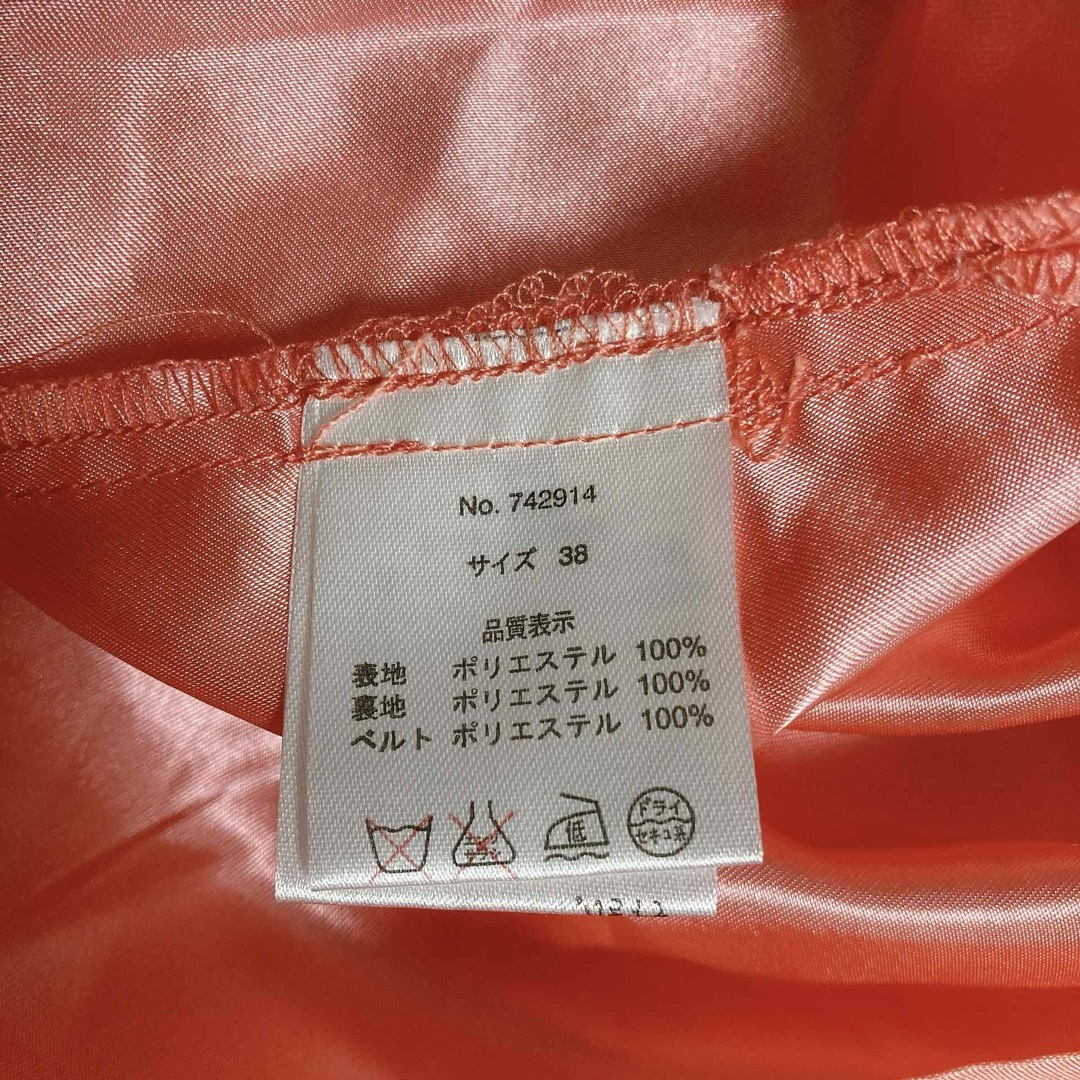 No. 742914
サイズ 38
品質表示
表地 ポリエステル 100%
裏地 ポリエステル 100%
ベルト ポリエステル 100%
低
ドライ
セキユ系